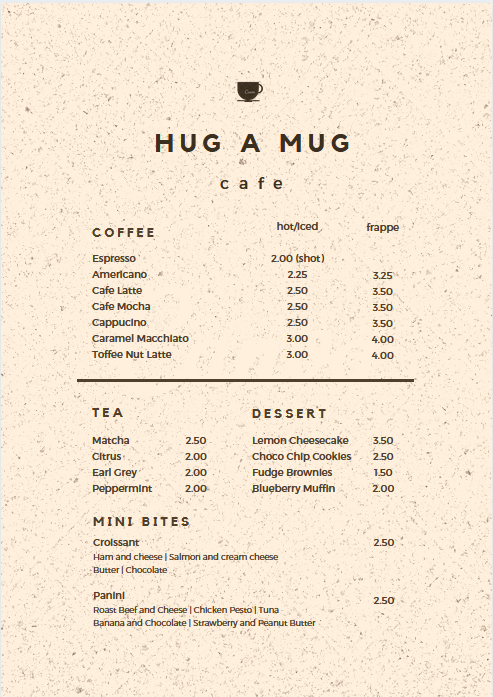 HUG A MUG
cafe
COFFEE hot/iced frappe
Espresso 2.00 (shot)
Americano 2.25 3.25
Cafe Latte 2.50 3.50
Cafe Mocha 2.50 3.50
Cappucino 2.50 3.50
Caramel Macchiato 3.00 4.00
Toffee Nut Latte 3.00 4.00
TEA
Matcha 2.50
Citrus 2.00
Earl Grey 2.00
Peppermint 2.00
DESSERT
Lemon Cheesecake 3.50
Choco Chip Cookies 2.50
Fudge Brownies 1.50
Blueberry Muffin 2.00
MINI BITES
Croissant 2.50
Ham and cheese | Salmon and cream cheese
Butter | Chocolate
Panini 2.50
Roast Beef and Cheese | Chicken Pesto | Tuna
Banana and Chocolate | Strawberry and Peanut Butter